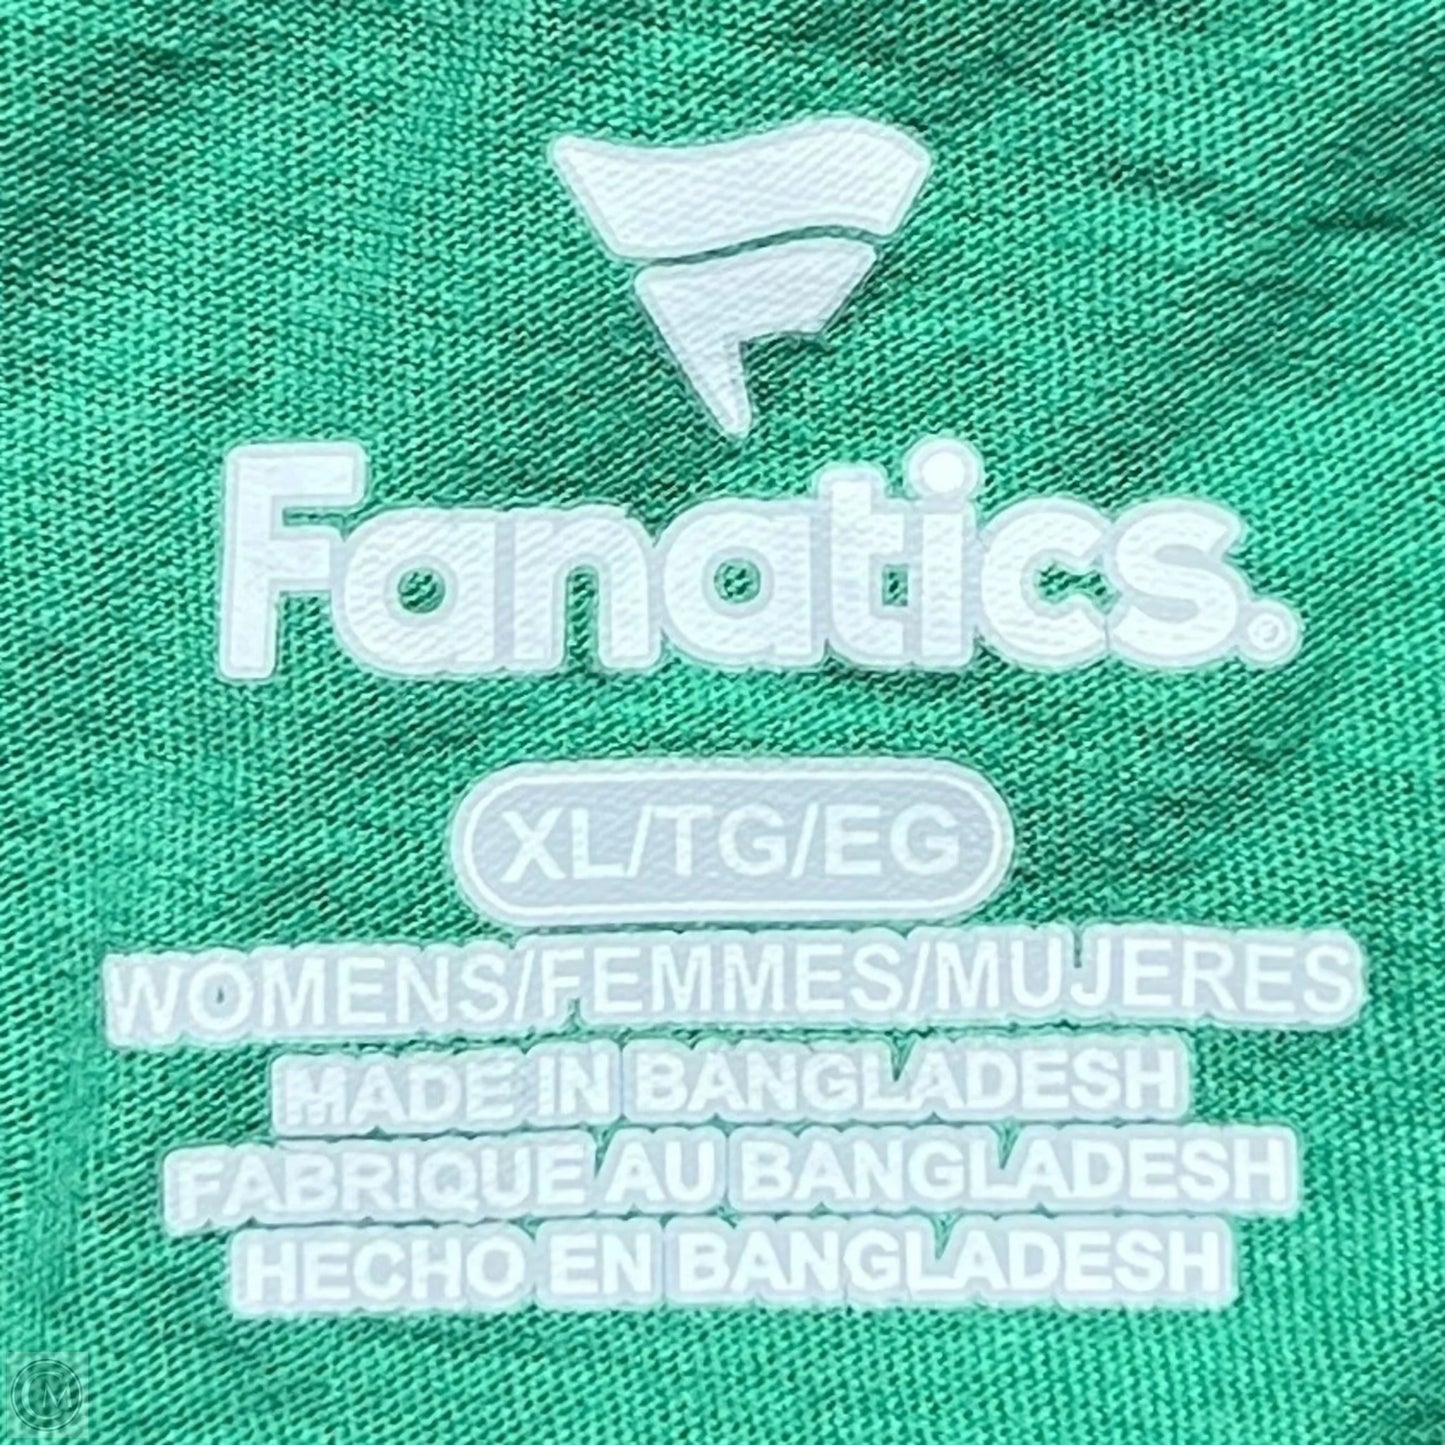 Fanatics.
XL/TG/EG
WOMENS/FEMMES/MUJERES
MADE IN BANGLADESH
FABRIQUE AU BANGLADESH
HECHO EN BANGLADESH